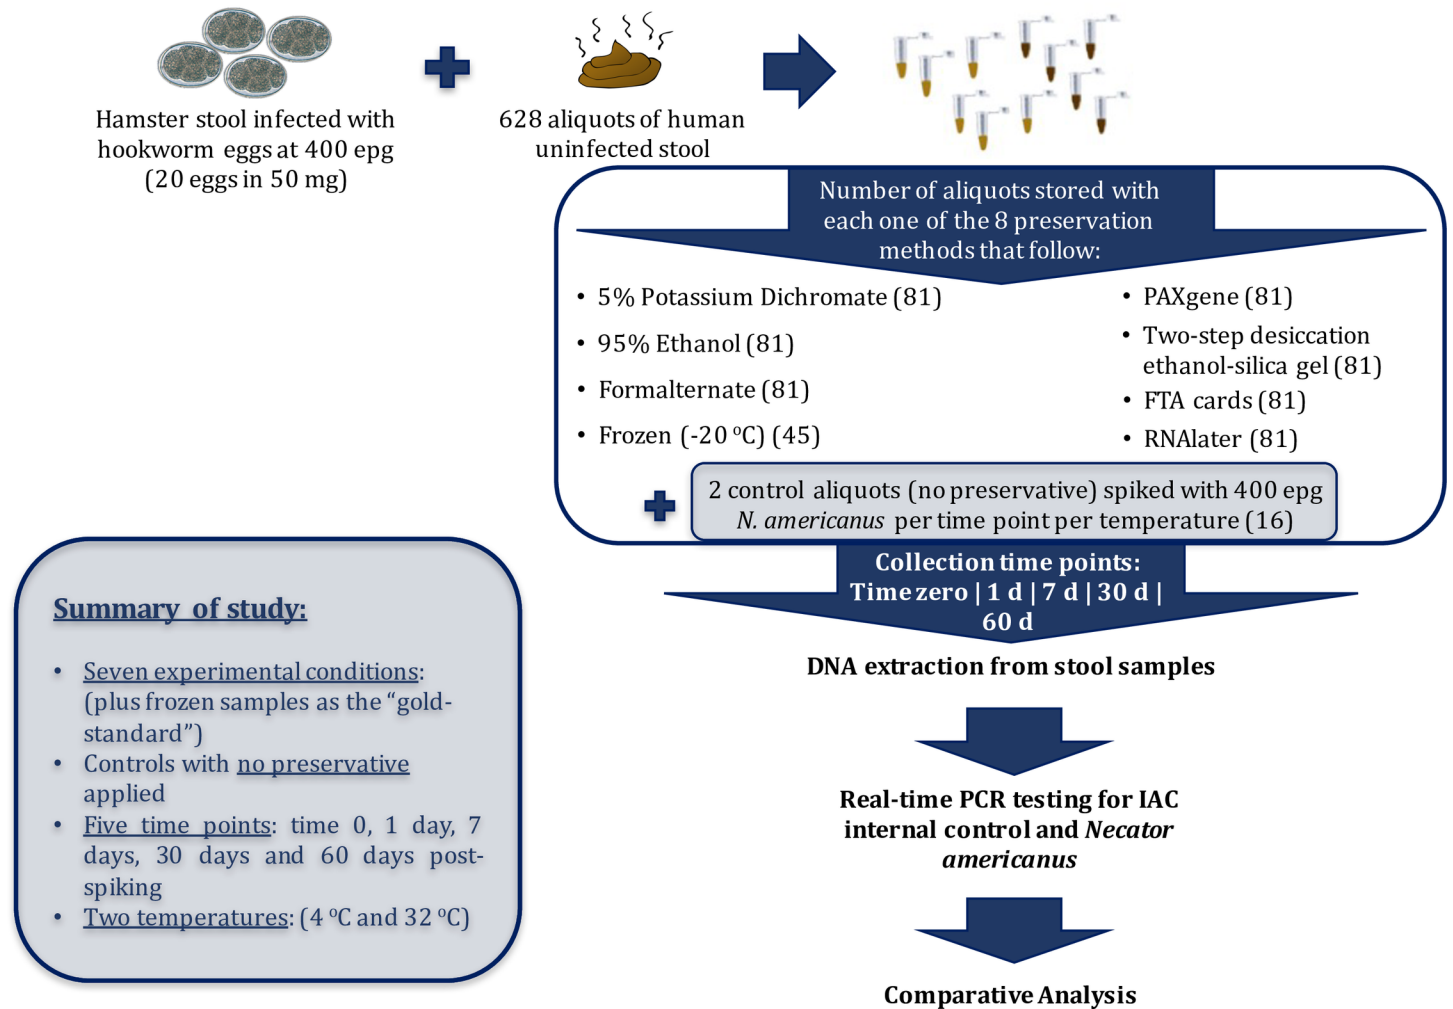 Hamster stool infected with
hookworm eggs at 400 epg
(20 eggs in 50 mg)
628 aliquots of human
uninfected stool
Number of aliquots stored with
each one of the 8 preservation
methods that follow:
• 5% Potassium Dichromate (81)
• 95% Ethanol (81)
• Formalternate (81)
• Frozen (-20 °C) (45)
• PAXgene (81)
• Two-step desiccation
ethanol-silica gel (81)
• FTA cards (81)
• RNAlater (81)
2 control aliquots (no preservative) spiked with 400 epg
N. americanus per time point per temperature (16)
Collection time points:
Time zero | 1 d | 7 d | 30 d |
60 d
DNA extraction from stool samples
Real-time PCR testing for IAC
internal control and Necator
americanus
Comparative Analysis
Summary of study:
• Seven experimental conditions:
(plus frozen samples as the “gold-
standard”)
• Controls with no preservative
applied
• Five time points: time 0, 1 day, 7
days, 30 days and 60 days post-
spiking
• Two temperatures: (4 °C and 32 °C)